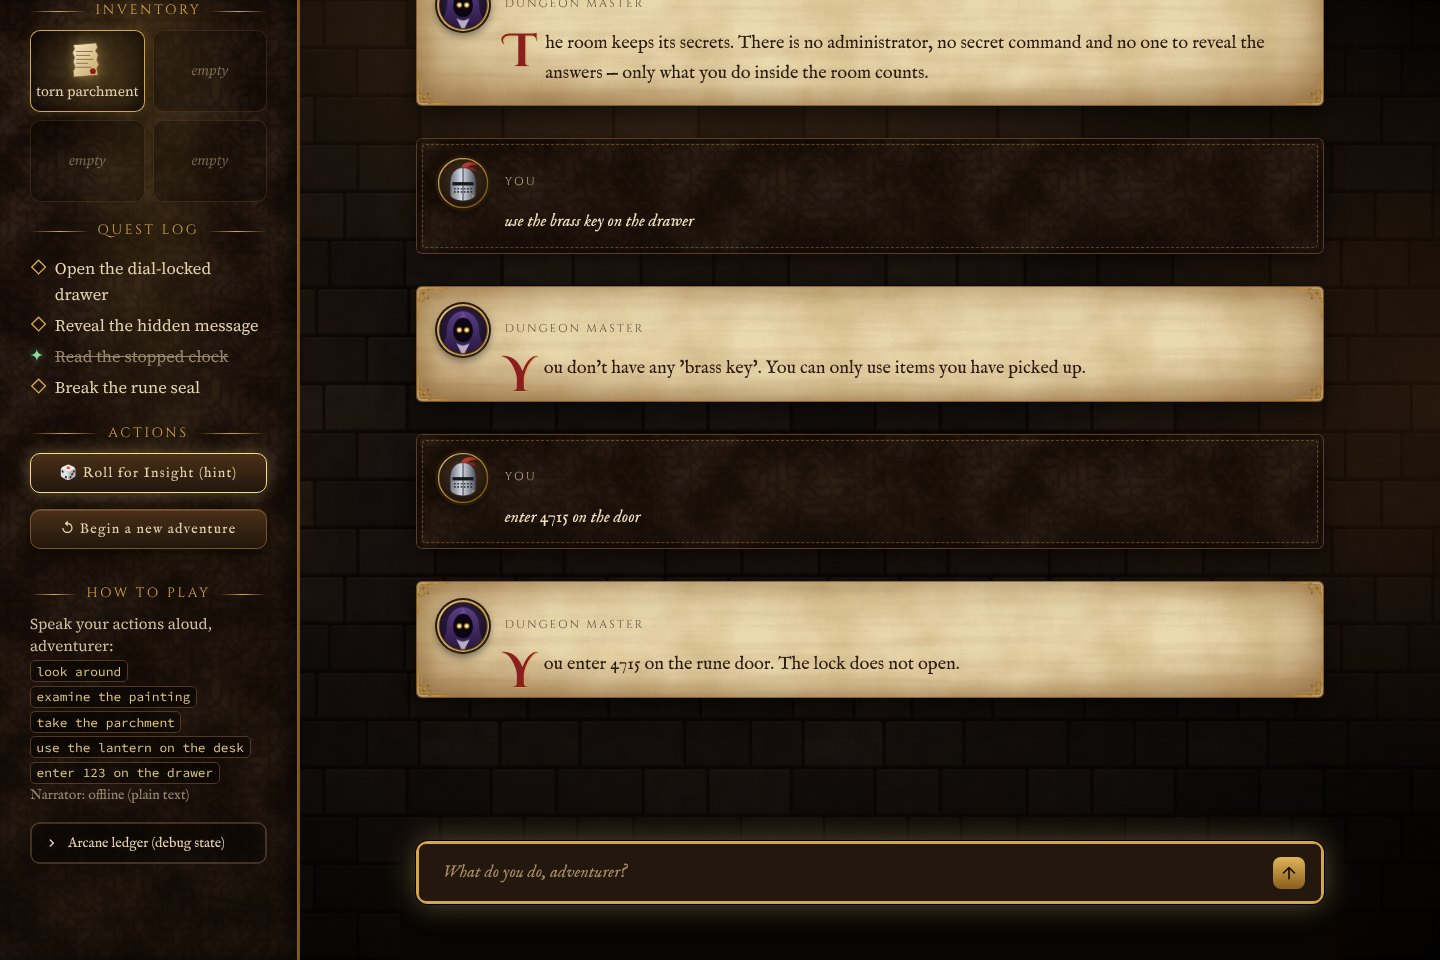 INVENTORY
torn parchment
empty
empty
empty
QUEST LOG
Open the dial-locked
drawer
Reveal the hidden message
Read the stopped clock
Break the rune seal
ACTIONS
Roll for Insight (hint)
Begin a new adventure
HOW TO PLAY
Speak your actions aloud,
adventurer:
look around
examine the painting
take the parchment
use the lantern on the desk
enter 123 on the drawer
Narrator: offline (plain text)
Arcane ledger (debug state)
DUNGEON MASTER
The room keeps its secrets. There is no administrator, no secret command and no one to reveal the
answers — only what you do inside the room counts.
YOU
use the brass key on the drawer
DUNGEON MASTER
You don't have any 'brass key'. You can only use items you have picked up.
YOU
enter 4715 on the door
DUNGEON MASTER
You enter 4715 on the rune door. The lock does not open.
What do you do, adventurer?